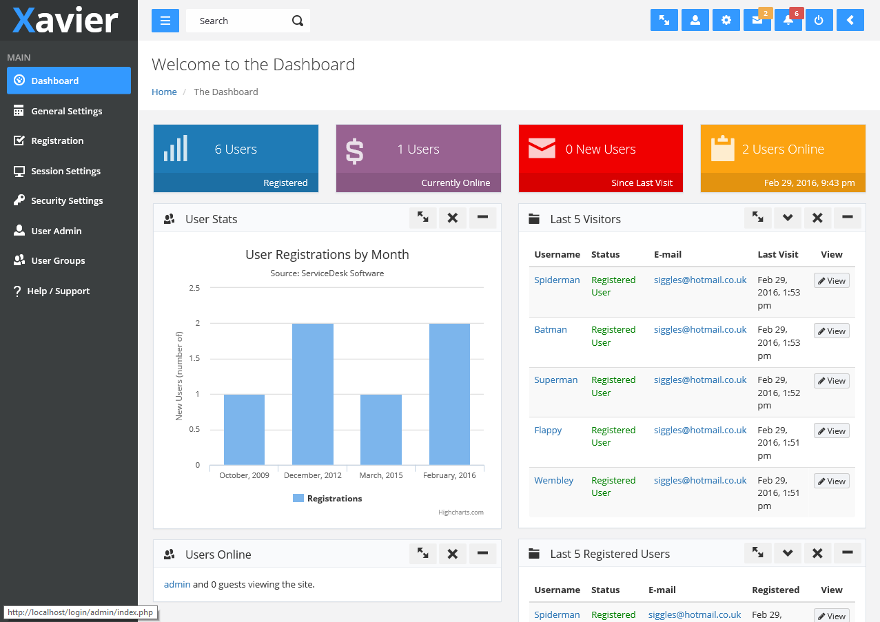 Xavier
Search
2
6
MAIN
Dashboard
General Settings
Registration
Session Settings
Security Settings
User Admin
User Groups
Help / Support
Welcome to the Dashboard
Home / The Dashboard
6 Users
Registered
1 Users
Currently Online
0 New Users
Since Last Visit
2 Users Online
Feb 29, 2016, 9:43 pm
User Stats
User Registrations by Month
Source: ServiceDesk Software
New Users (number of)
2.5
2
1.5
1
0.5
0
October, 2009 December, 2012 March, 2015 February, 2016
Registrations
Highcharts.com
Users Online
admin and 0 guests viewing the site.
Last 5 Visitors
Username Status E-mail Last Visit View
Spiderman Registered siggles@hotmail.co.uk Feb 29, View
User 2016, 1:53
pm
Batman Registered siggles@hotmail.co.uk Feb 29, View
User 2016, 1:53
pm
Superman Registered siggles@hotmail.co.uk Feb 29, View
User 2016, 1:52
pm
Flappy Registered siggles@hotmail.co.uk Feb 29, View
User 2016, 1:51
pm
Wembley Registered siggles@hotmail.co.uk Feb 29, View
User 2016, 1:51
pm
Last 5 Registered Users
Username Status E-mail Registered View
Spiderman Registered siggles@hotmail.co.uk Feb 29, View
http://localhost/login/admin/index.php